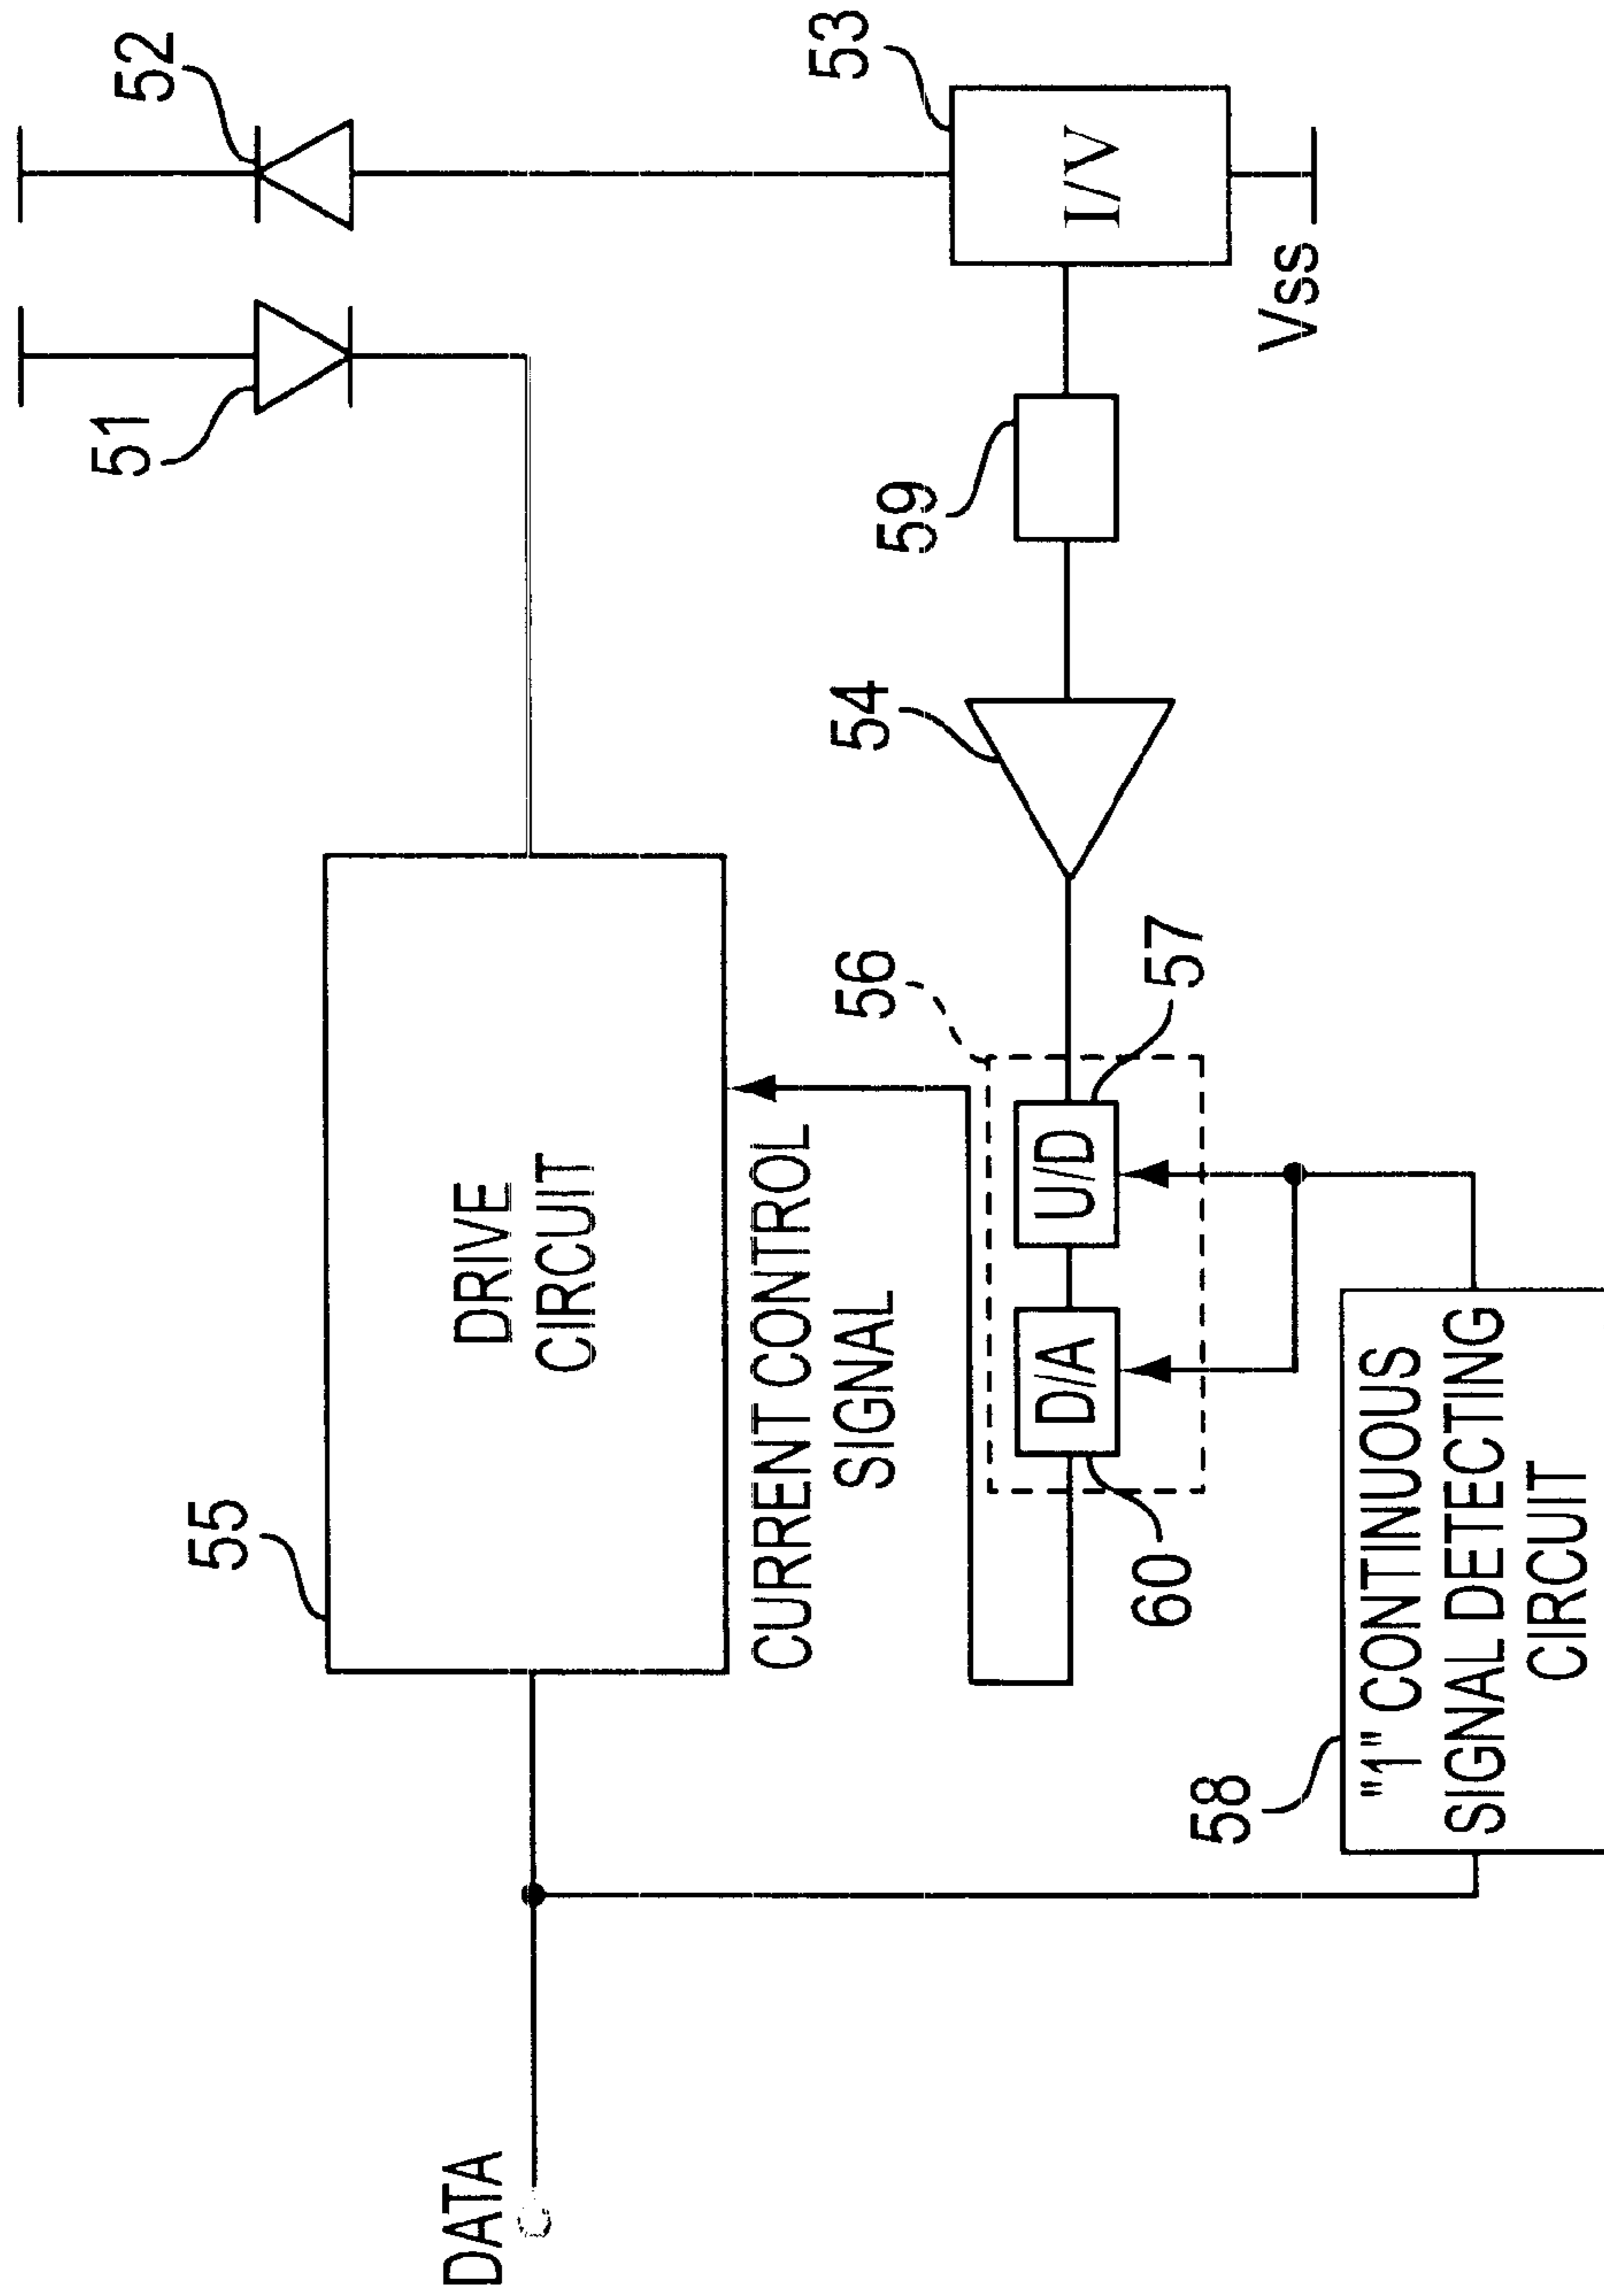 52
51
53
Vss
59
54
55
DRIVE
CIRCUIT
CURRENT CONTROL
SIGNAL
56
57
U/D
D/A
60
I/V
58
"1" CONTINUOUS
SIGNAL DETECTING
CIRCUIT
DATA